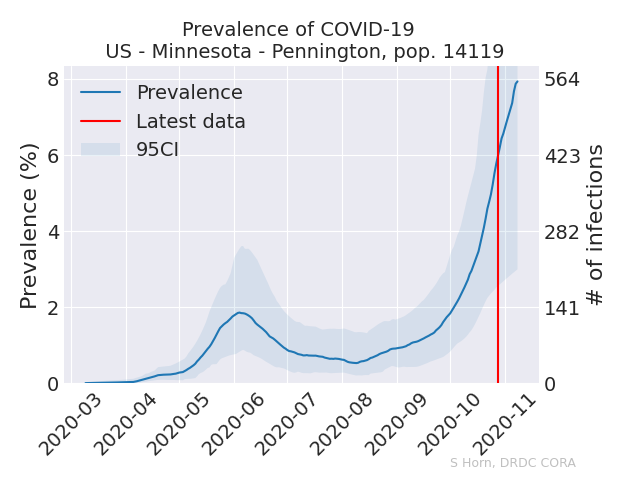 Prevalence of COVID-19
US - Minnesota - Pennington, pop. 14119
Prevalence
Latest data
95CI
Prevalence (%)
8
6
4
2
0
564
423
282
141
0
# of infections
2020-03
2020-04
2020-05
2020-06
2020-07
2020-08
2020-09
2020-10
2020-11
S Horn, DRDC CORA